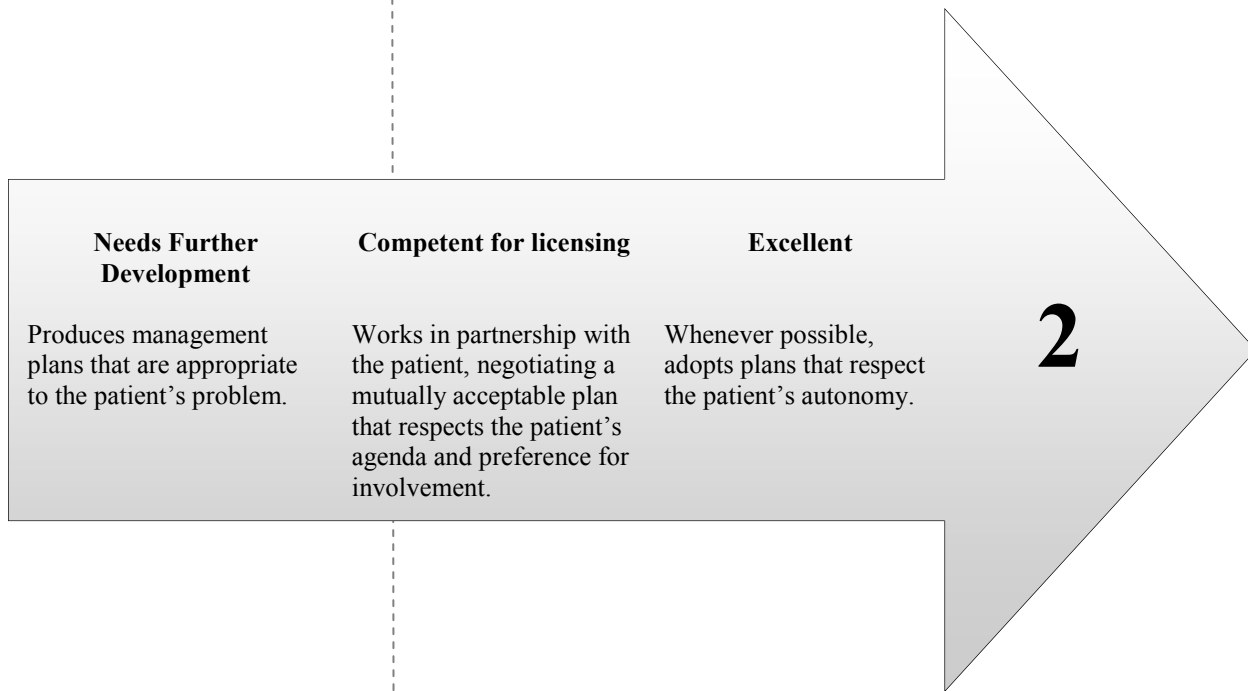 Needs Further
Development
Produces management
plans that are appropriate
to the patient’s problem.
Competent for licensing
Works in partnership with
the patient, negotiating a
mutually acceptable plan
that respects the patient’s
agenda and preference for
involvement.
Excellent
Whenever possible,
adopts plans that respect
the patient’s autonomy.
2